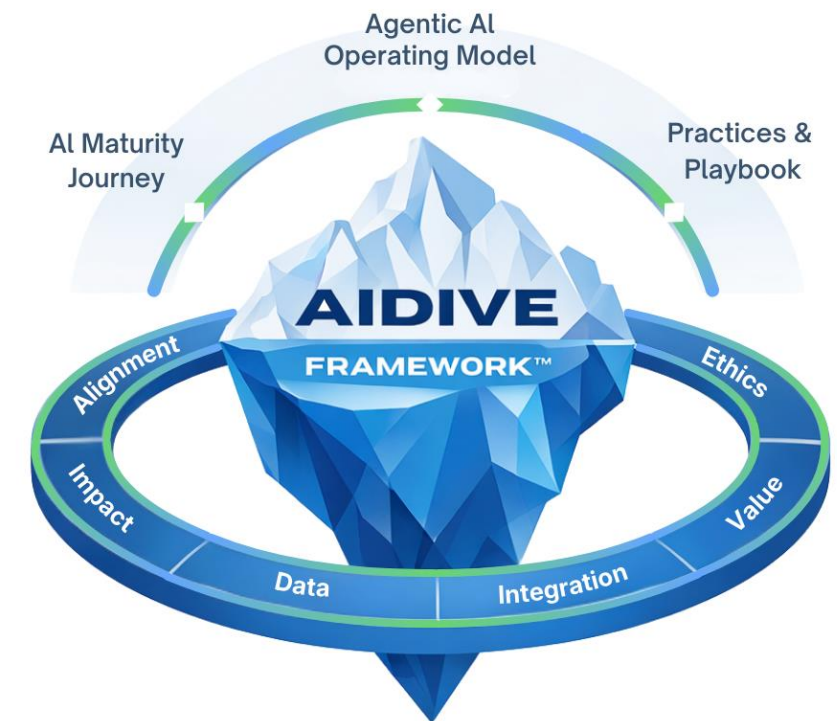 Agentic AI
Operating Model
AI Maturity
Journey
Practices &
Playbook
AIDIVE
FRAMEWORK™
Alignment
Impact
Data
Integration
Value
Ethics